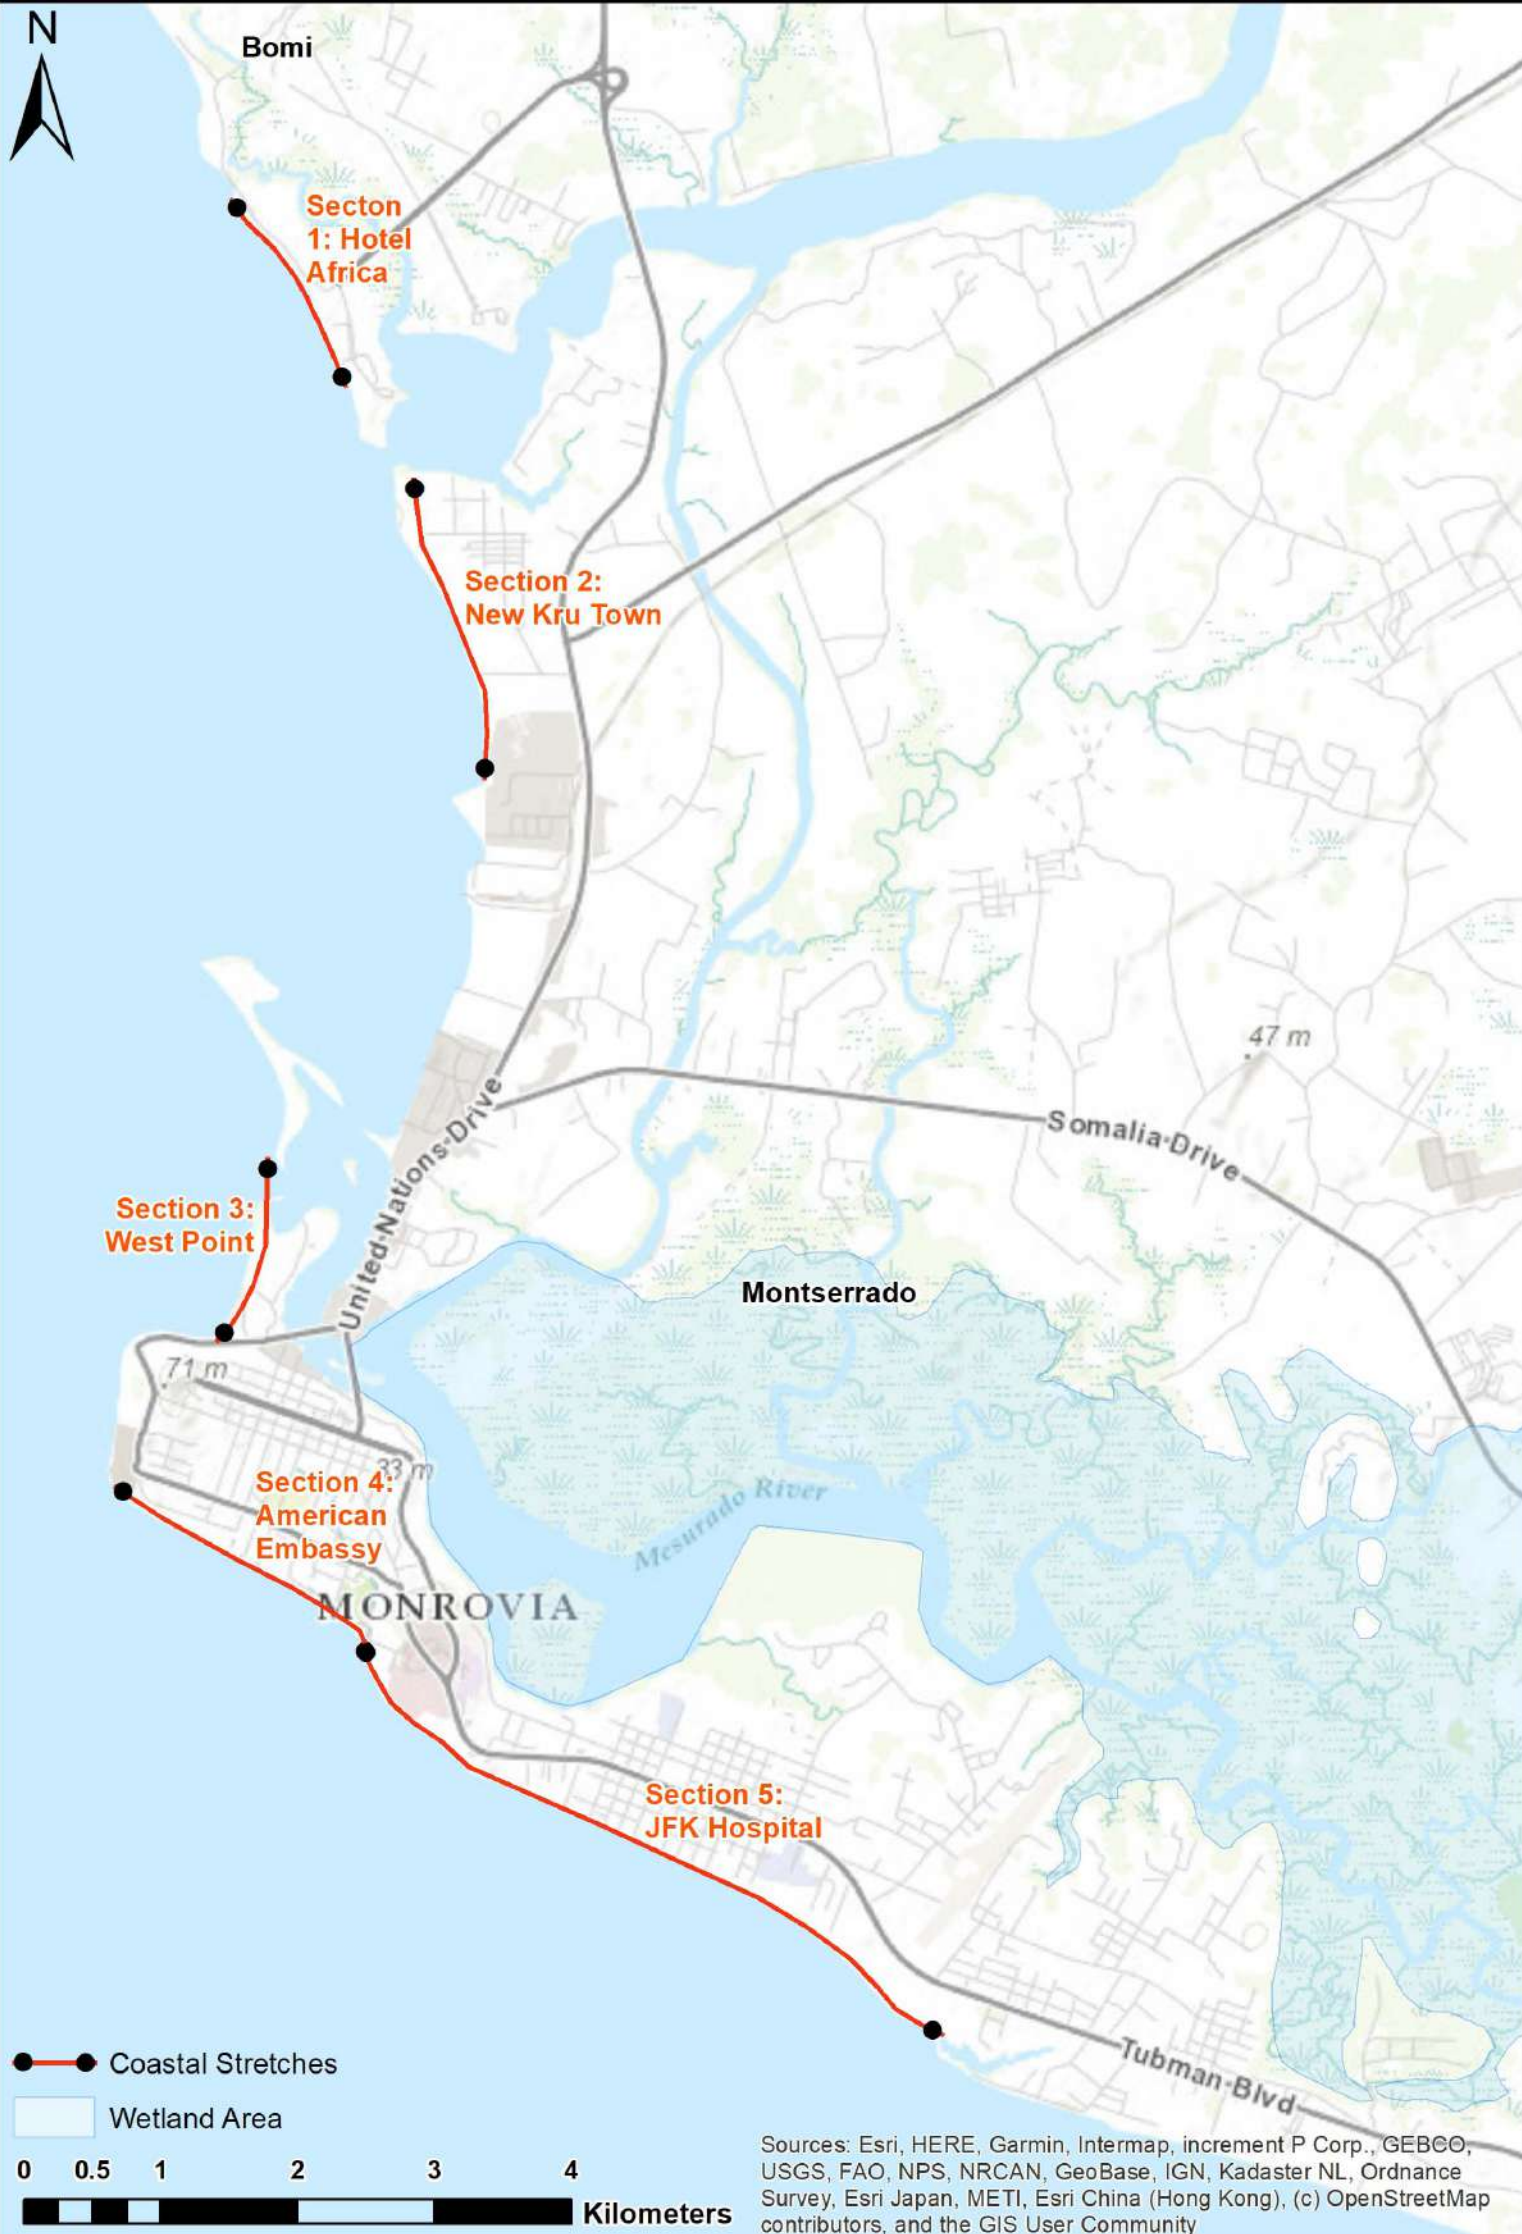 N
Bomi
Secton
1: Hotel
Africa
Section 2:
New Kru Town
47 m
Somalia Drive
United Nations Drive
Section 3:
West Point
Montserrado
71 m
33 m
Section 4:
American
Embassy
Mesurado River
MONROVIA
Section 5:
JFK Hospital
Tubman Blvd
Coastal Stretches
Wetland Area
0 0.5 1 2 3 4
Kilometers
Sources: Esri, HERE, Garmin, Intermap, increment P Corp., GEBCO,
USGS, FAO, NPS, NRCAN, GeoBase, IGN, Kadaster NL, Ordnance
Survey, Esri Japan, METI, Esri China (Hong Kong), (c) OpenStreetMap
contributors, and the GIS User Community